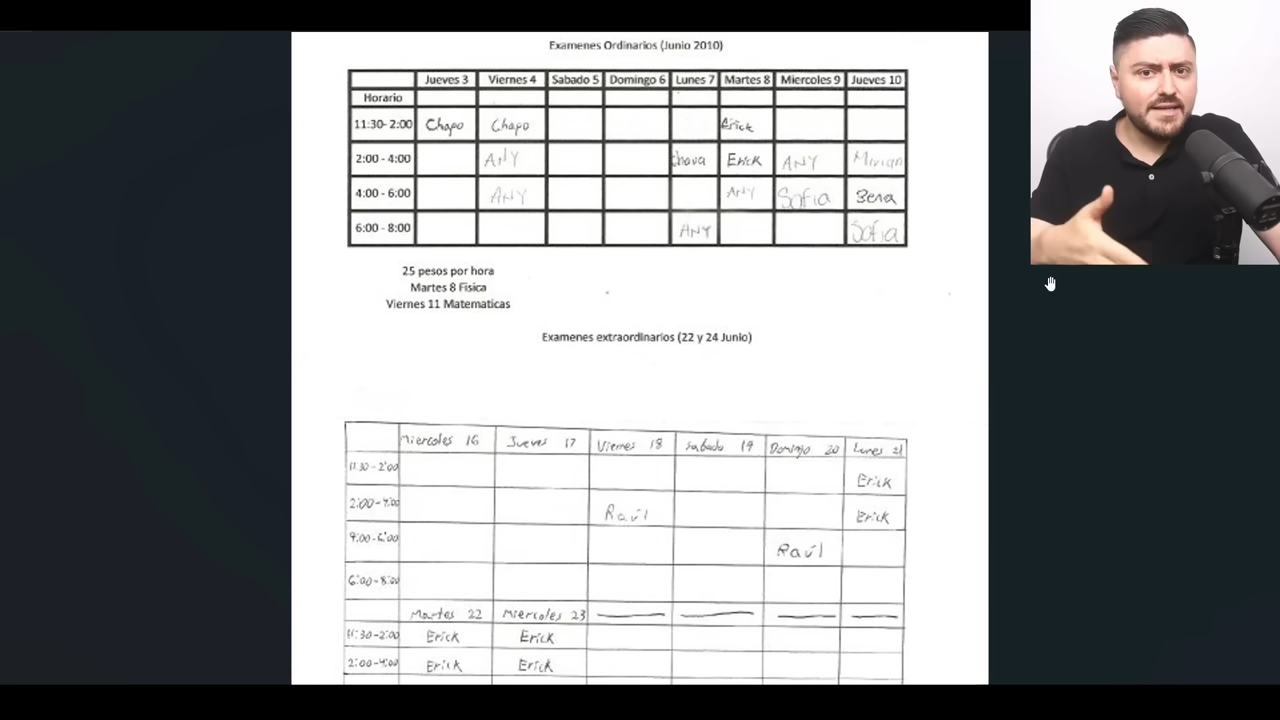 Examenes Ordinarios (Junio 2010)
Jueves 3 Viernes 4 Sabado 5 Domingo 6 Lunes 7 Martes 8 Miercoles 9 Jueves 10
Horario
11:30- 2:00 Chapo Chapo Erick
2:00 - 4:00 ANY Chava Erick ANY Mirian
4:00 - 6:00 ANY ANY Sofia Bena
6:00 - 8:00 ANY Sofia
25 pesos por hora
Martes 8 Fisica
Viernes 11 Matematicas
Examenes extraordinarios (22 y 24 Junio)
Miercoles 16 Jueves 17 Viernes 18 Sabado 19 Domingo 20 Lunes 21
11:30-2:00 Erick
2:00-4:00 Raúl Erick
4:00-6:00 Raúl
6:00-8:00
Martes 22 Miercoles 23
11:30-2:00 Erick Erick
2:00-4:00 Erick Erick